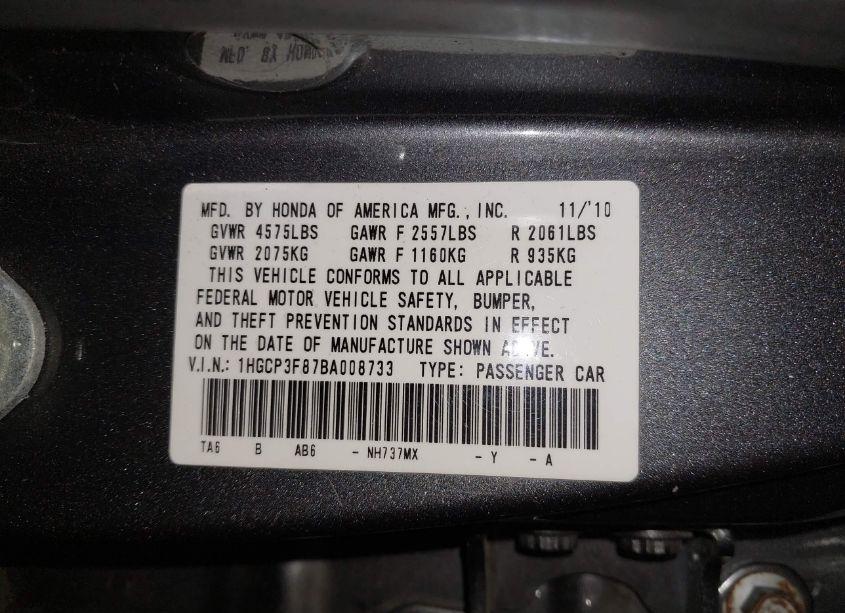 MFD. BY HONDA OF AMERICA MFG., INC. 11/'10
GVWR 4575LBS GAWR F 2557LBS R 2061LBS
GVWR 2075KG GAWR F 1160KG R 935KG
THIS VEHICLE CONFORMS TO ALL APPLICABLE
FEDERAL MOTOR VEHICLE SAFETY, BUMPER,
AND THEFT PREVENTION STANDARDS IN EFFECT
ON THE DATE OF MANUFACTURE SHOWN ABOVE.
V.I.N.: 1HGCP3F87BA008733 TYPE: PASSENGER CAR
TA6 B AB6 - NH737MX - Y - A